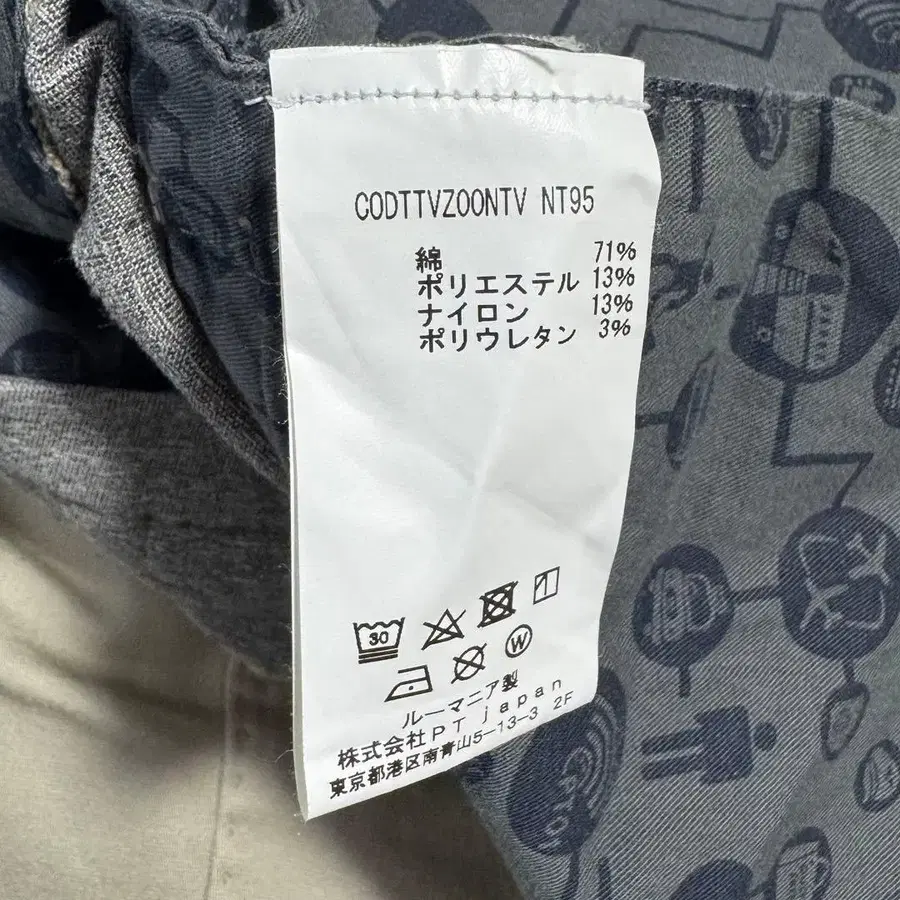 CODTTVZOONTV NT95
綿 71%
ポリエステル 13%
ナイロン 13%
ポリウレタン 3%
30
W
ルーマニア製
株式会社PT japan
東京都港区南青山5-13-3 2F